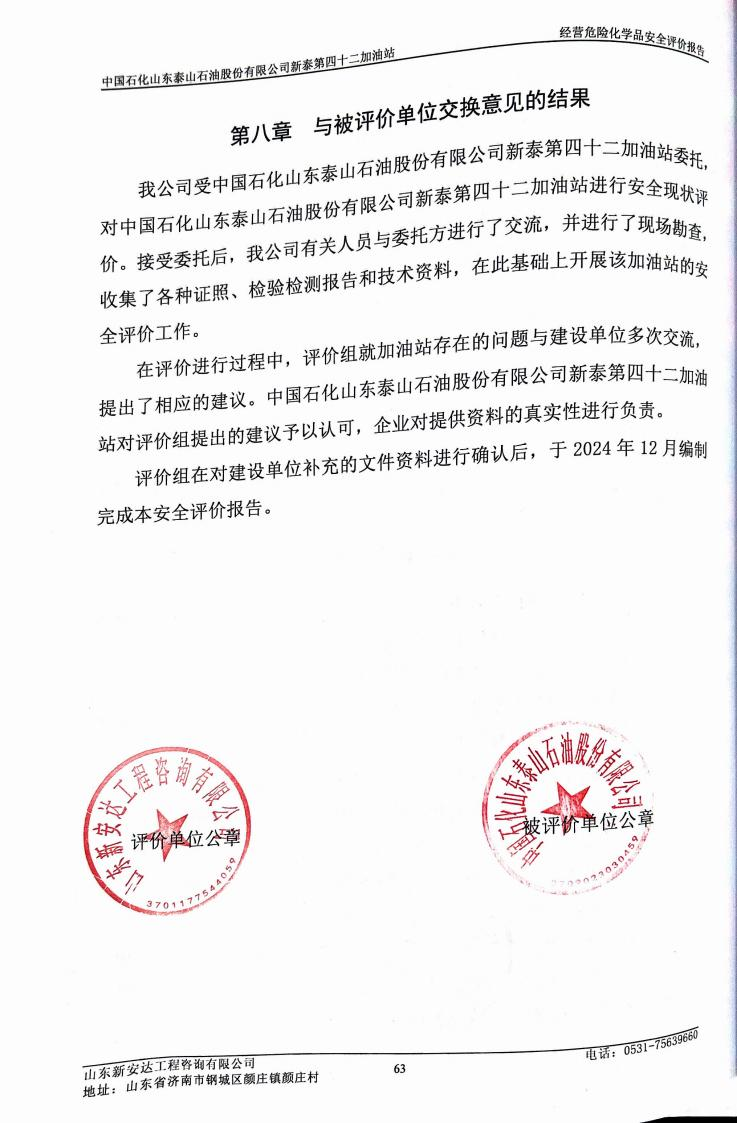 中国石化山东泰山石油股份有限公司新泰第四十二加油站
经营危险化学品安全评价报告
第八章 与被评价单位交换意见的结果
我公司受中国石化山东泰山石油股份有限公司新泰第四十二加油站委托,
对中国石化山东泰山石油股份有限公司新泰第四十二加油站进行安全现状评
价。接受委托后，我公司有关人员与委托方进行了交流，并进行了现场勘查,
收集了各种证照、检验检测报告和技术资料，在此基础上开展该加油站的安
全评价工作。
在评价进行过程中，评价组就加油站存在的问题与建设单位多次交流,
提出了相应的建议。中国石化山东泰山石油股份有限公司新泰第四十二加油
站对评价组提出的建议予以认可，企业对提供资料的真实性进行负责。
评价组在对建设单位补充的文件资料进行确认后，于 2024 年 12 月编制
完成本安全评价报告。
山东新安达工程咨询有限公司
评价单位公章
3701177544059
中国石化山东泰山石油股份有限公司
被评价单位公章
3709023030459
山东新安达工程咨询有限公司
地址：山东省济南市钢城区颜庄镇颜庄村
63
电话：0531-75639660